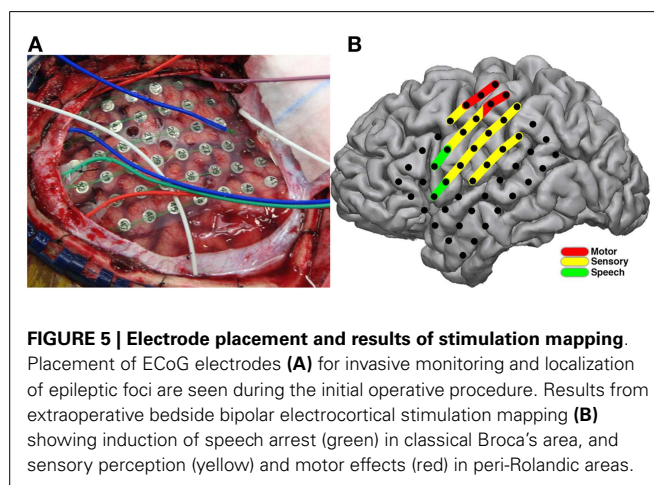 A
B
Motor
Sensory
Speech
FIGURE 5 | Electrode placement and results of stimulation mapping.
Placement of ECoG electrodes (A) for invasive monitoring and localization
of epileptic foci are seen during the initial operative procedure. Results from
extraoperative bedside bipolar electrocortical stimulation mapping (B)
showing induction of speech arrest (green) in classical Broca's area, and
sensory perception (yellow) and motor effects (red) in peri-Rolandic areas.